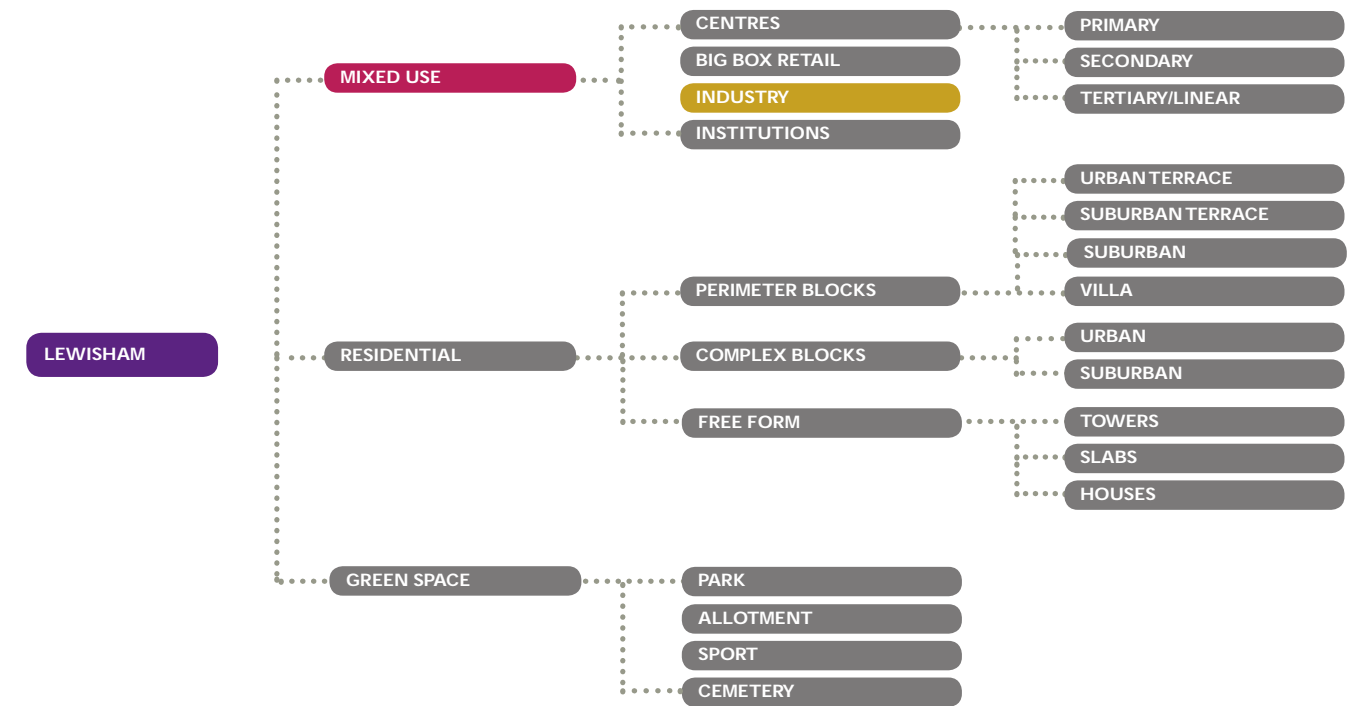 LEWISHAM
MIXED USE
CENTRES
PRIMARY
SECONDARY
TERTIARY/LINEAR
BIG BOX RETAIL
INDUSTRY
INSTITUTIONS
RESIDENTIAL
PERIMETER BLOCKS
URBAN TERRACE
SUBURBAN TERRACE
SUBURBAN
VILLA
COMPLEX BLOCKS
URBAN
SUBURBAN
FREE FORM
TOWERS
SLABS
HOUSES
GREEN SPACE
PARK
ALLOTMENT
SPORT
CEMETERY